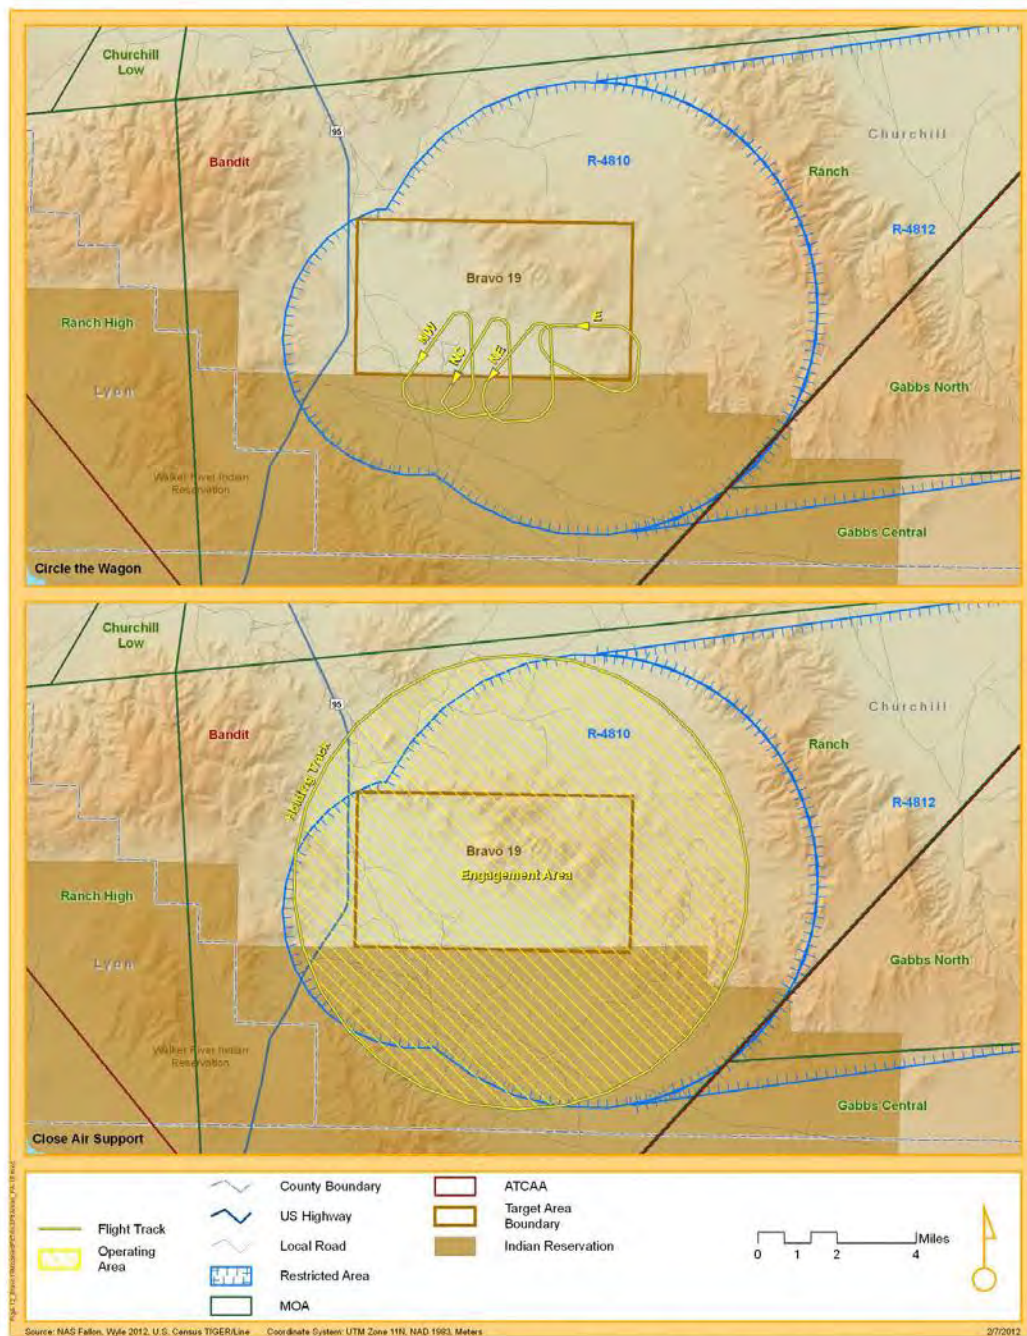 Churchill
Low
95
Churchill
Bandit
R-4810
Ranch
R-4812
Bravo 19
Ranch High
NW
NC
NE
E
Lyon
Gabbs North
Walker River Indian
Reservation
Gabbs Central
Circle the Wagon
Churchill
Low
95
Churchill
Bandit
R-4810
Ranch
Holding Track
R-4812
Bravo 19
Engagement Area
Ranch High
Lyon
Gabbs North
Walker River Indian
Reservation
Gabbs Central
Close Air Support
Flight Track
Operating
Area
County Boundary
US Highway
Local Road
Restricted Area
MOA
ATCAA
Target Area
Boundary
Indian Reservation
Miles
0 1 2 4
Source: NAS Fallon, Wyle 2012, U.S. Census TIGER/Line Coordinate System: UTM Zone 11N, NAD 1983, Meters
2/7/2012